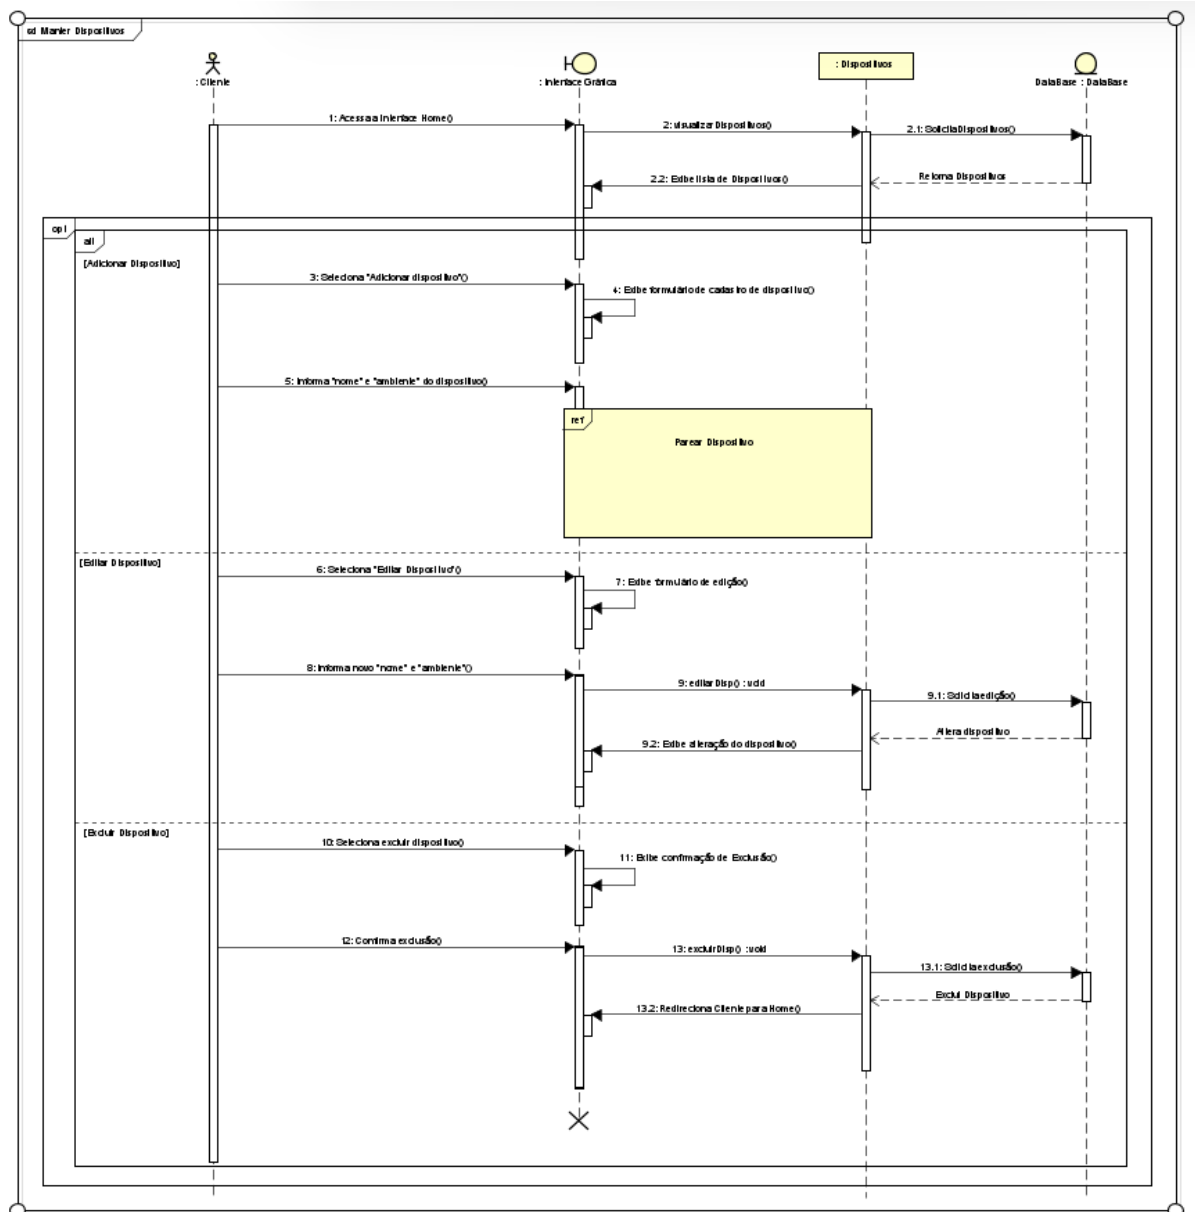 sd Manter Dispositivos
: Cliente
: Interface Gráfica
: Dispositivos
DataBase : DataBase
1: Acessa a Interface Home()
2: visualizar Dispositivos()
2.1: Solicita Dispositivos()
2.2: Exibe lista de Dispositivos()
Retorna Dispositivos
opt
alt
[Adicionar Dispositivo]
3: Seleciona "Adicionar dispositivo"()
4: Exibe formulário de cadastro de dispositivo()
5: Informa "nome" e "ambiente" do dispositivo()
ref
Parear Dispositivo
[Editar Dispositivo]
6: Seleciona "Editar Dispositivo"()
7: Exibe formulário de edição()
8: Informa novo "nome" e "ambiente"()
9: editarDisp() : void
9.1: Solicita edição()
Altera dispositivo
9.2: Exibe alteração do dispositivo()
[Excluir Dispositivo]
10: Seleciona excluir dispositivo()
11: Exibe confirmação de Exclusão()
12: Confirma exclusão()
13: excluirDisp() : void
13.1: Solicita exclusão()
Exclui Dispositivo
13.2: Redireciona Cliente para Home()